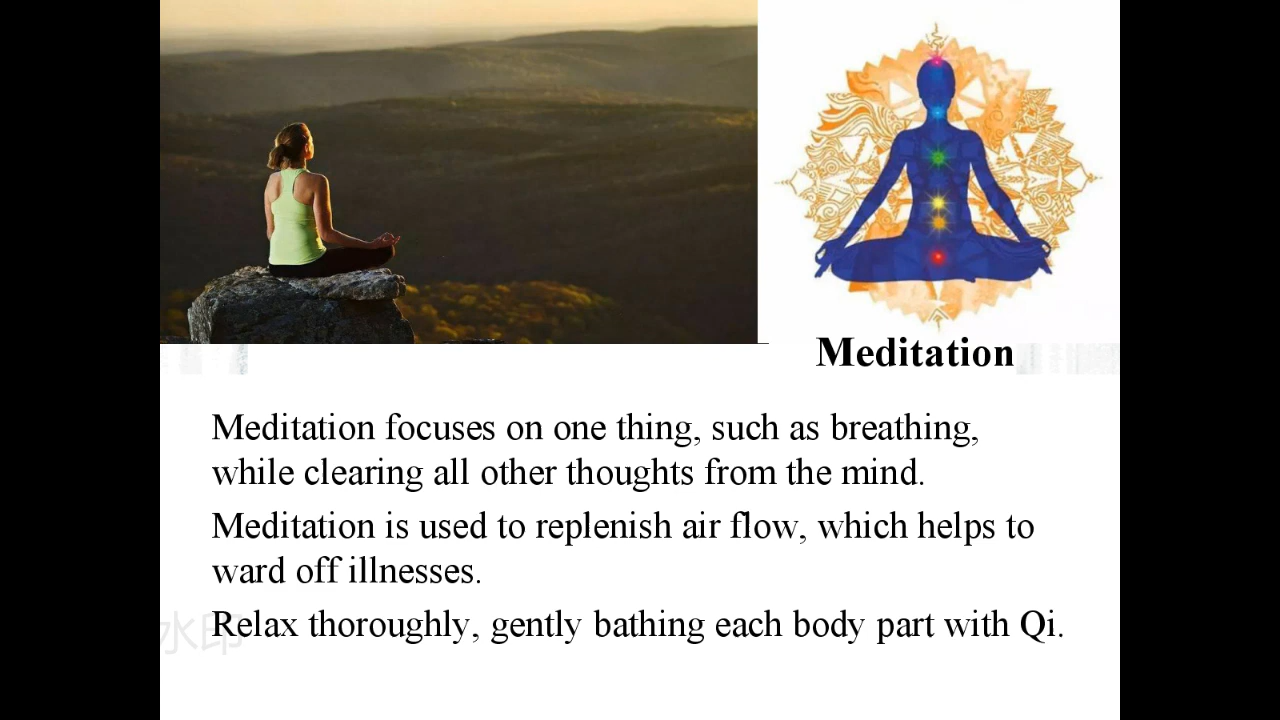 Meditation
Meditation focuses on one thing, such as breathing,
while clearing all other thoughts from the mind.
Meditation is used to replenish air flow, which helps to
ward off illnesses.
Relax thoroughly, gently bathing each body part with Qi.
水印